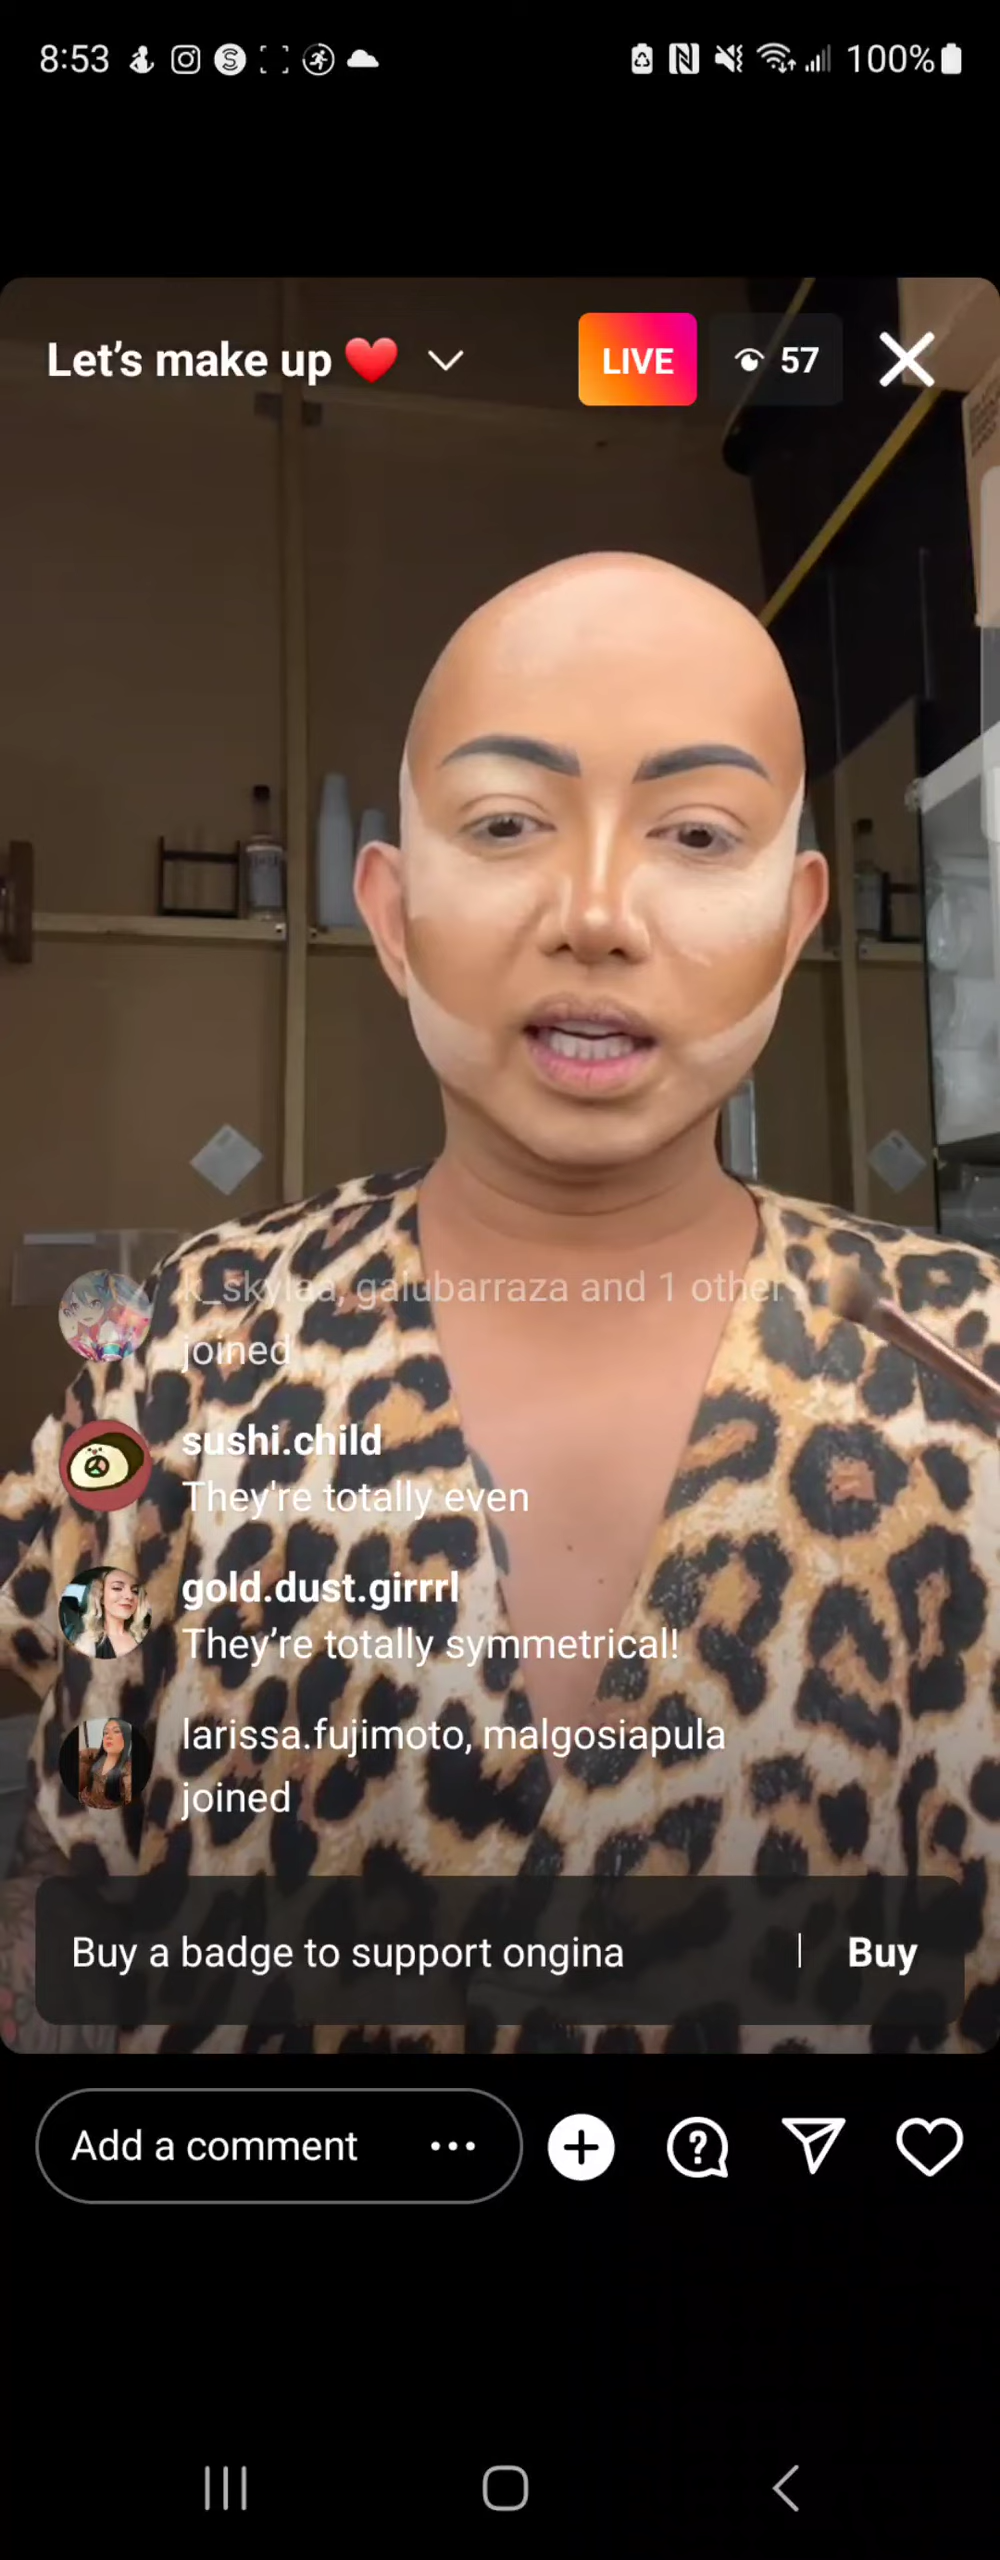 8:53
100%
Let’s make up ❤️
LIVE
57
k_skylaa, galubarraza and 1 other
joined
sushi.child
They're totally even
gold.dust.girrrl
They’re totally symmetrical!
larissa.fujimoto, malgosiapula
joined
Buy a badge to support ongina | Buy
Add a comment